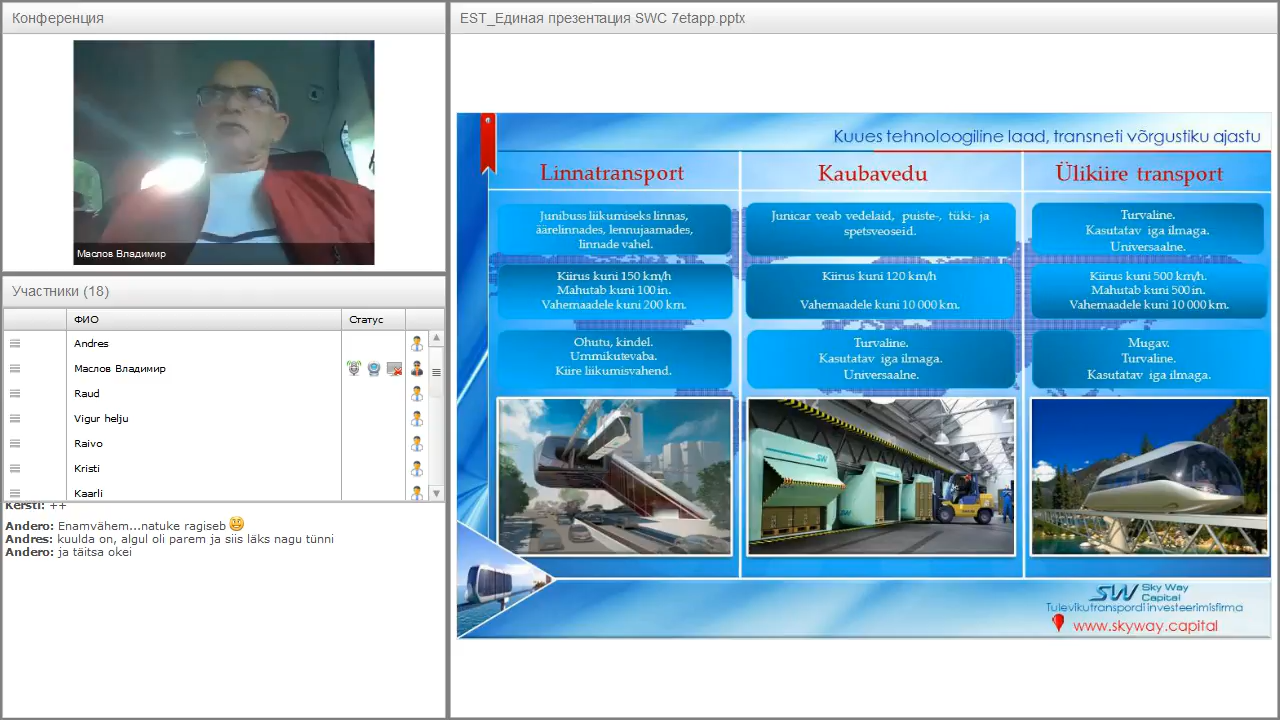 Конференция
Маслов Владимир
Участники (18)
ФИО
Статус
Andres
Маслов Владимир
Raud
Vigur helju
Raivo
Kristi
Kaarli
Kersti: ++
Andero: Enamvähem...natuke ragiseb
Andres: kuulda on, algul oli parem ja siis läks nagu tünni
Andero: ja täitsa okei
EST_Единая презентация SWC 7etapp.pptx
Kuues tehnoloogiline laad, transneti võrgustiku ajastu
Linnatransport
Junibuss liikumiseks linnas,
äärelinnades, lennujaamades,
linnade vahel.
Kiirus kuni 150 km/h
Mahutab kuni 100in.
Vahemaadele kuni 200 km.
Ohutu, kindel.
Ummikutevaba.
Kiire liikumisvahend.
Kaubavedu
Junicar veab vedelaid, puiste-, tüki- ja
spetsveoseid.
Kiirus kuni 120 km/h
Vahemaadele kuni 10 000 km.
Turvaline.
Kasutatav iga ilmaga.
Universaalne.
Ülikiire transport
Turvaline.
Kasutatav iga ilmaga.
Universaalne.
Kiirus kuni 500 km/h.
Mahutab kuni 500in.
Vahemaadele kuni 10 000 km.
Mugav.
Turvaline.
Kasutatav iga ilmaga.
SW
SW
SW Sky Way
Capital
Tulevikutranspordi investeerimisfirma
www.skyway.capital